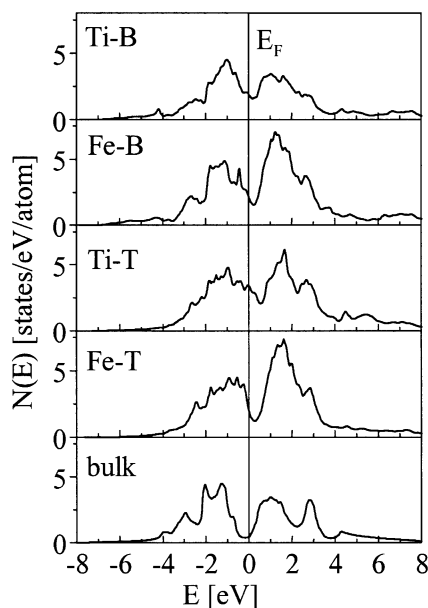 Ti-B
E_F
5
0
Fe-B
5
0
Ti-T
5
0
Fe-T
5
0
bulk
5
0
N(E) [states/eV/atom]
-8 -6 -4 -2 0 2 4 6 8
E [eV]